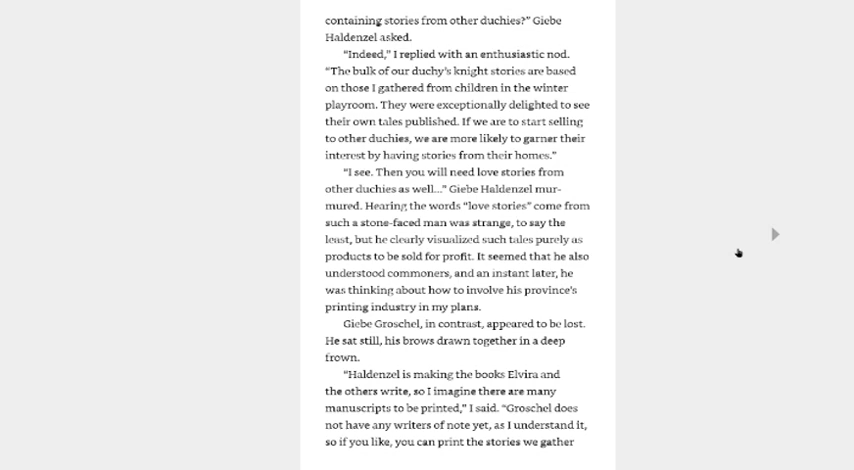 containing stories from other duchies?” Giebe
Haldenzel asked.
“Indeed,” I replied with an enthusiastic nod.
“The bulk of our duchy’s knight stories are based
on those I gathered from children in the winter
playroom. They were exceptionally delighted to see
their own tales published. If we are to start selling
to other duchies, we are more likely to garner their
interest by having stories from their homes.”
“I see. Then you will need love stories from
other duchies as well...” Giebe Haldenzel mur-
mured. Hearing the words “love stories” come from
such a stone-faced man was strange, to say the
least, but he clearly visualized such tales purely as
products to be sold for profit. It seemed that he also
understood commoners, and an instant later, he
was thinking about how to involve his province’s
printing industry in my plans.
Giebe Groschel, in contrast, appeared to be lost.
He sat still, his brows drawn together in a deep
frown.
“Haldenzel is making the books Elvira and
the others write, so I imagine there are many
manuscripts to be printed,” I said. “Groschel does
not have any writers of note yet, as I understand it,
so if you like, you can print the stories we gather